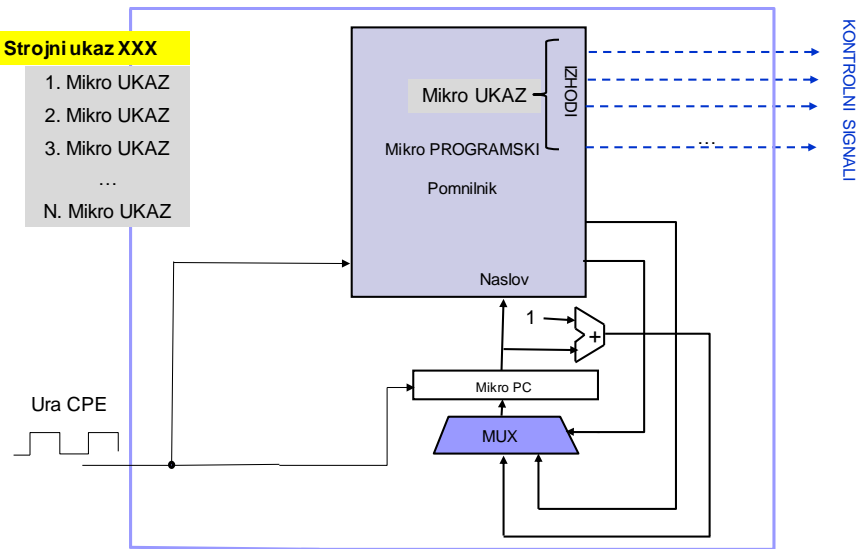 Strojni ukaz XXX
1. Mikro UKAZ
2. Mikro UKAZ
3. Mikro UKAZ
…
N. Mikro UKAZ
Mikro UKAZ
IZHODI
Mikro PROGRAMSKI
Pomnilnik
Naslov
…
KONTROLNI SIGNALI
1
+
Mikro PC
MUX
Ura CPE